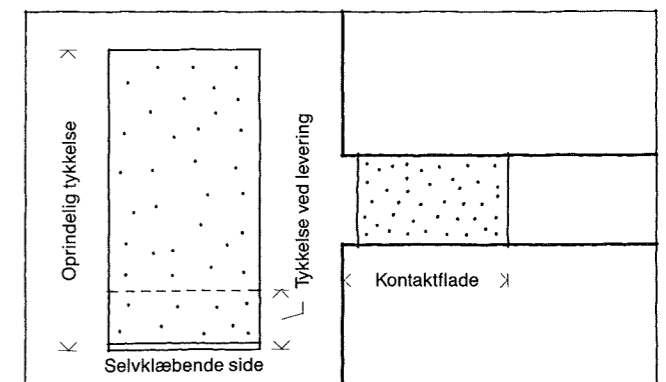 Oprindelig tykkelse
Tykkelse ved levering
Kontaktflade
Selvklæbende side